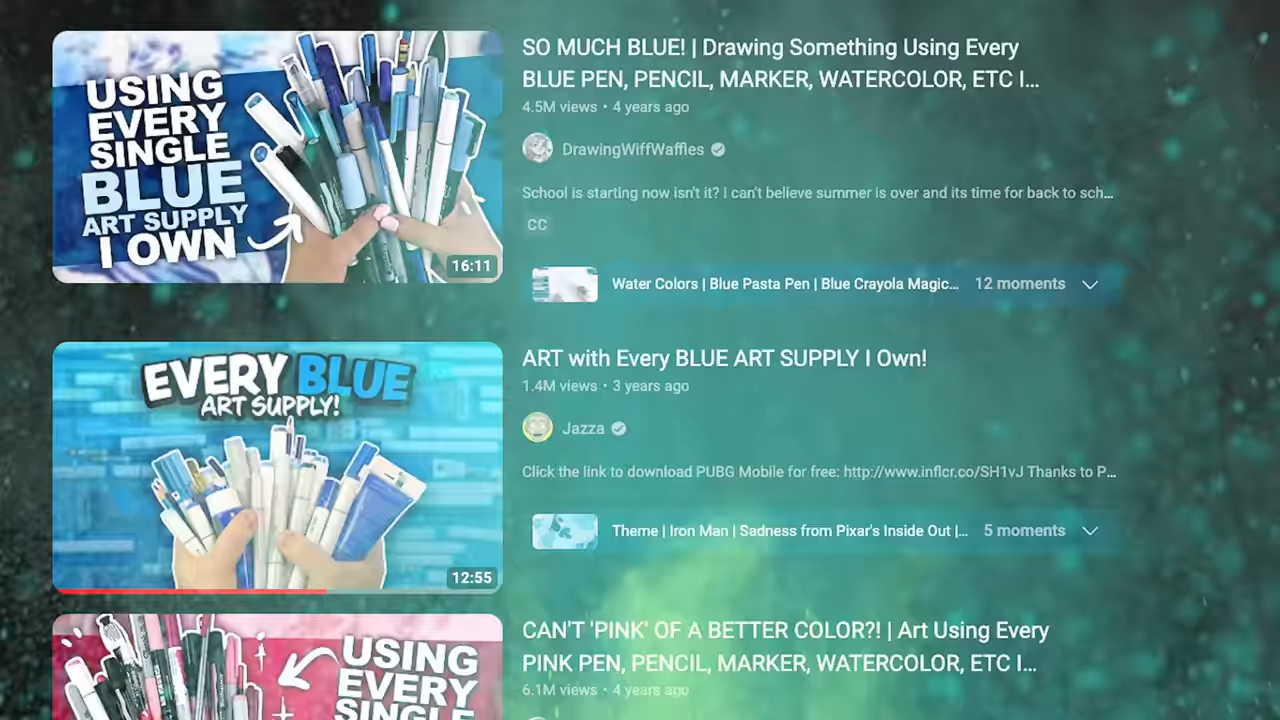 USING
EVERY
SINGLE
BLUE
ART SUPPLY
I OWN
16:11
SO MUCH BLUE! | Drawing Something Using Every
BLUE PEN, PENCIL, MARKER, WATERCOLOR, ETC I...
4.5M views • 4 years ago
DrawingWiffWaffles
School is starting now isn't it? I can't believe summer is over and its time for back to sch...
CC
Water Colors | Blue Pasta Pen | Blue Crayola Magic... 12 moments
EVERY BLUE
ART SUPPLY!
12:55
ART with Every BLUE ART SUPPLY I Own!
1.4M views • 3 years ago
Jazza
Click the link to download PUBG Mobile for free: http://www.inflcr.co/SH1vJ Thanks to P...
Theme | Iron Man | Sadness from Pixar's Inside Out |... 5 moments
USING
EVERY
SINGLE
CAN'T 'PINK' OF A BETTER COLOR?! | Art Using Every
PINK PEN, PENCIL, MARKER, WATERCOLOR, ETC I...
6.1M views • 4 years ago